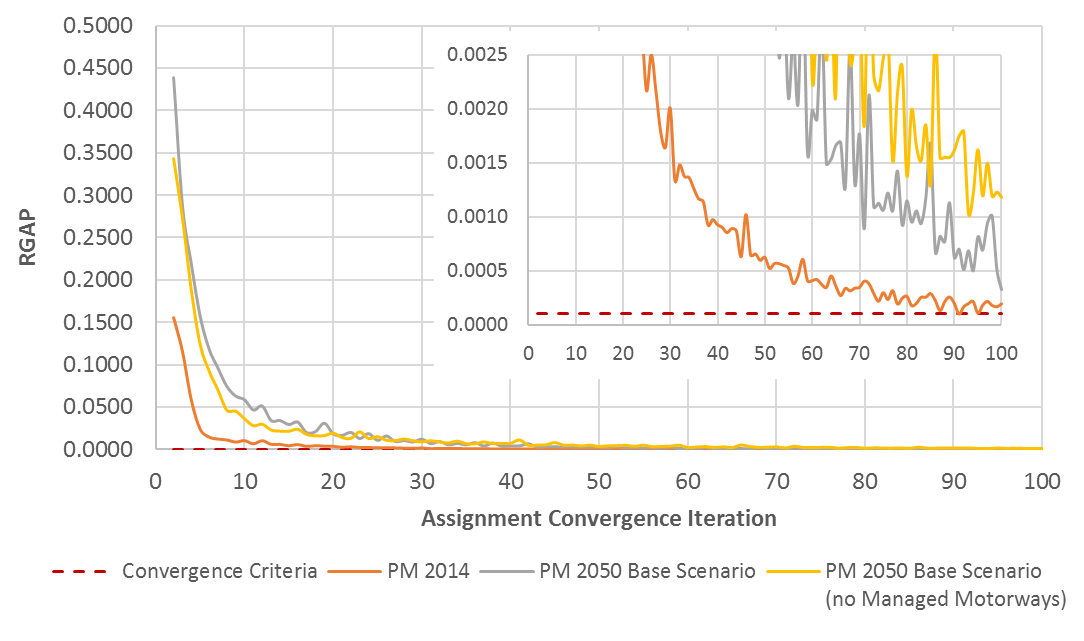 0.5000
0.4500
0.4000
0.3500
0.3000
0.2500
0.2000
0.1500
0.1000
0.0500
0.0000
RGAP
0.0025
0.0020
0.0015
0.0010
0.0005
0.0000
0 10 20 30 40 50 60 70 80 90 100
0 10 20 30 40 50 60 70 80 90 100
Assignment Convergence Iteration
Convergence Criteria PM 2014 PM 2050 Base Scenario PM 2050 Base Scenario
(no Managed Motorways)